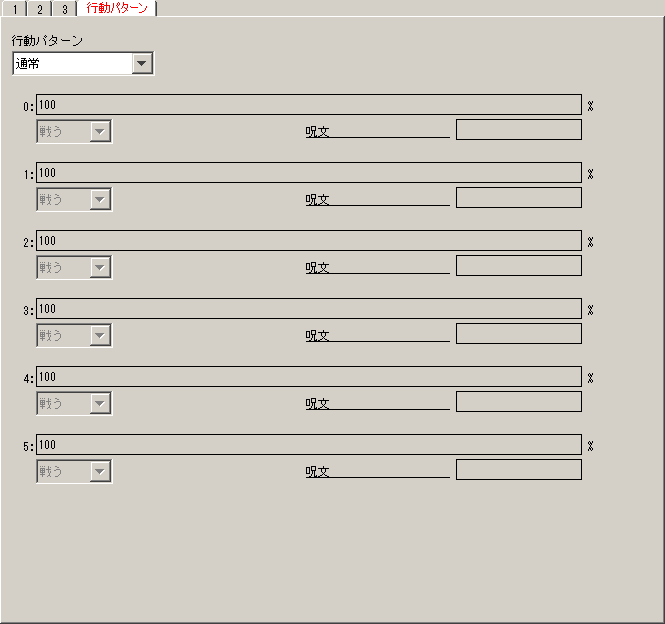 1 2 3 行動パターン
行動パターン
通常
0: 100 %
戦う 呪文
1: 100 %
戦う 呪文
2: 100 %
戦う 呪文
3: 100 %
戦う 呪文
4: 100 %
戦う 呪文
5: 100 %
戦う 呪文